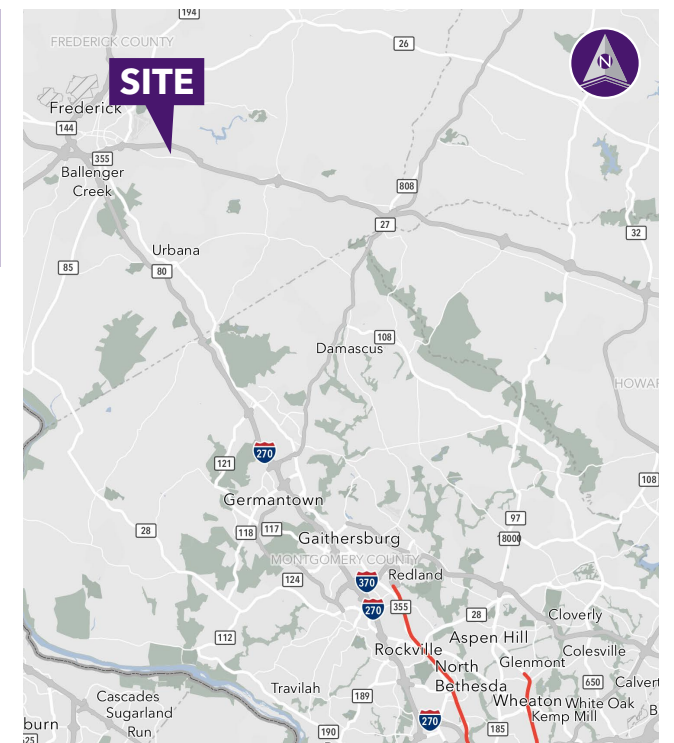 194
FREDERICK COUNTY
26
N
SITE
Frederick
144
355
Ballenger
Creek
808
27
32
Urbana
80
85
108
Damascus
HOWAR
270
121
108
Germantown
97
28
118
117
8000
Gaithersburg
MONTGOMERY COUNTY
370
Redland
124
270
355
28
Cloverly
112
Aspen Hill
Rockville
Colesville
Glenmont
North
Bethesda
650
Calvert
Travilah
189
Cascades
Wheaton
White Oak
Sugarland
Run
Kemp Mill
B
burn
270
185
190